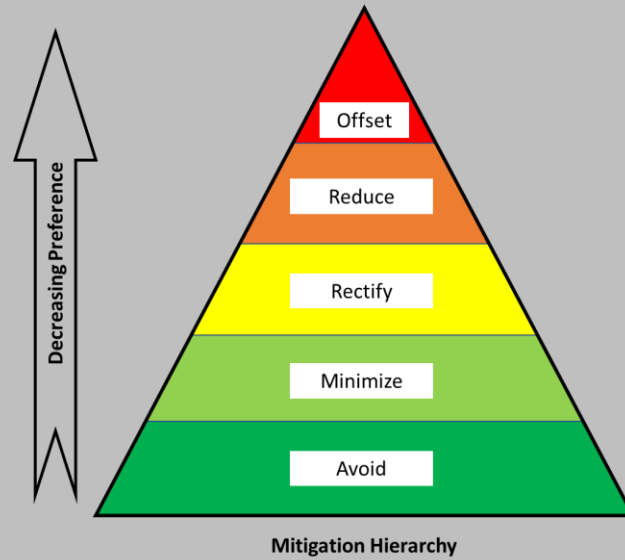 Offset
Reduce
Rectify
Minimize
Avoid
Decreasing Preference
Mitigation Hierarchy